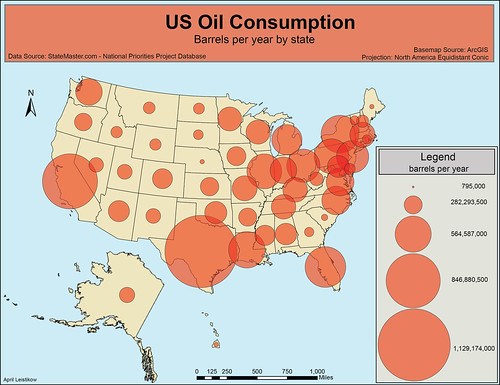 US Oil Consumption
Barrels per year by state
Data Source: StateMaster.com - National Priorities Project Database
Basemap Source: ArcGIS
Projection: North America Equidistant Conic
N
Legend
barrels per year
795,000
282,293,500
564,587,000
846,880,500
1,129,174,000
0 125 250 500 750 1,000
Miles
April Leistikow